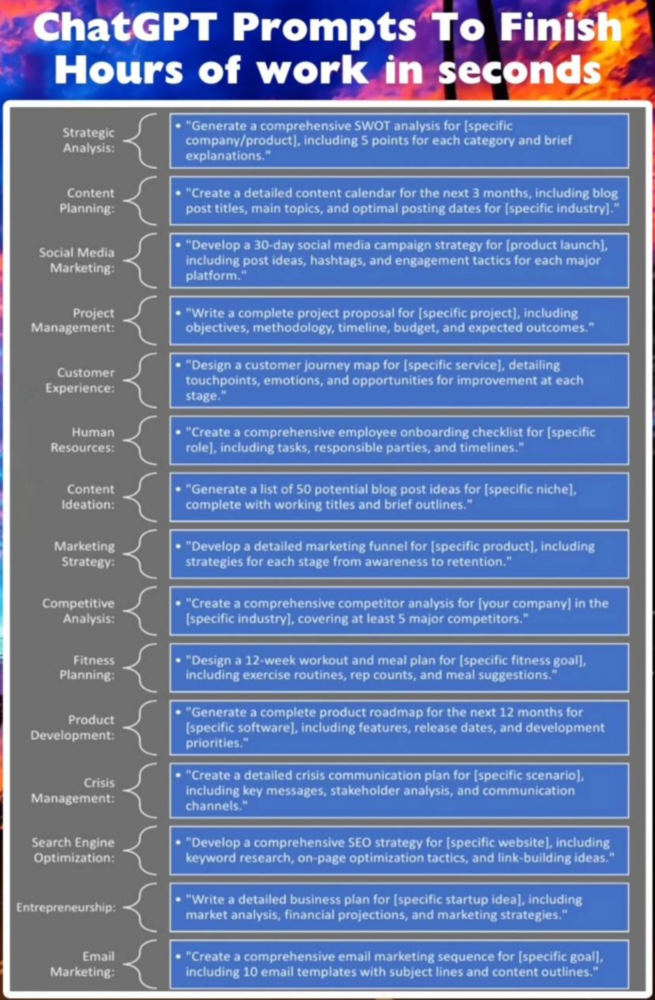 ChatGPT Prompts To Finish
Hours of work in seconds
Strategic
Analysis:
• "Generate a comprehensive SWOT analysis for [specific
company/product], including 5 points for each category and brief
explanations."
Content
Planning:
• "Create a detailed content calendar for the next 3 months, including blog
post titles, main topics, and optimal posting dates for [specific industry]."
Social Media
Marketing:
• "Develop a 30-day social media campaign strategy for [product launch],
including post ideas, hashtags, and engagement tactics for each major
platform."
Project
Management:
• "Write a complete project proposal for [specific project], including
objectives, methodology, timeline, budget, and expected outcomes."
Customer
Experience:
• "Design a customer journey map for [specific service], detailing
touchpoints, emotions, and opportunities for improvement at each
stage."
Human
Resources:
• "Create a comprehensive employee onboarding checklist for [specific
role], including tasks, responsible parties, and timelines."
Content
Ideation:
• "Generate a list of 50 potential blog post ideas for [specific niche],
complete with working titles and brief outlines."
Marketing
Strategy:
• "Develop a detailed marketing funnel for [specific product], including
strategies for each stage from awareness to retention."
Competitive
Analysis:
• "Create a comprehensive competitor analysis for [your company] in the
[specific industry], covering at least 5 major competitors."
Fitness
Planning:
• "Design a 12-week workout and meal plan for [specific fitness goal],
including exercise routines, rep counts, and meal suggestions."
Product
Development:
• "Generate a complete product roadmap for the next 12 months for
[specific software], including features, release dates, and development
priorities."
Crisis
Management:
• "Create a detailed crisis communication plan for [specific scenario],
including key messages, stakeholder analysis, and communication
channels."
Search Engine
Optimization:
• "Develop a comprehensive SEO strategy for [specific website], including
keyword research, on-page optimization tactics, and link-building ideas."
Entrepreneurship:
• "Write a detailed business plan for [specific startup idea], including
market analysis, financial projections, and marketing strategies."
Email
Marketing:
• "Create a comprehensive email marketing sequence for [specific goal],
including 10 email templates with subject lines and content outlines."